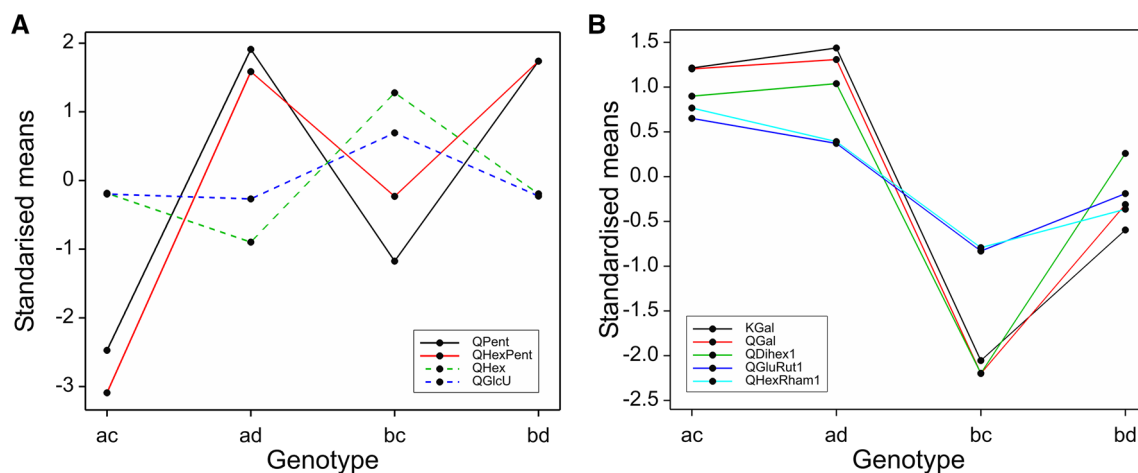 A
Standarised means
2
1
0
-1
-2
-3
ac ad bc bd
Genotype
QPent
QHexPent
QHex
QGlcU
B
Standardised means
1.5
1.0
0.5
0.0
-0.5
-1.0
-1.5
-2.0
-2.5
ac ad bc bd
Genotype
KGal
QGal
QDihex1
QGluRut1
QHexRham1